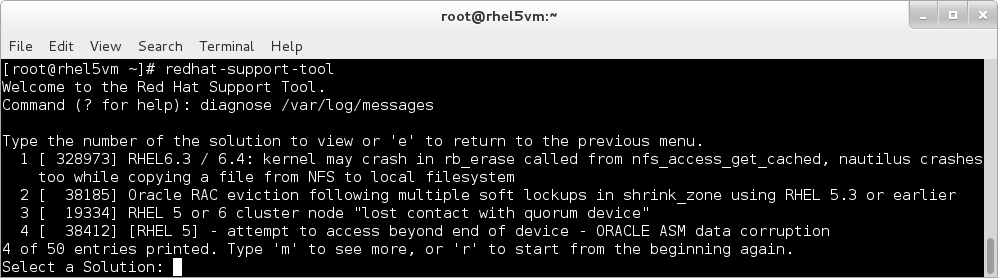 root@rhel5vm:~
File Edit View Search Terminal Help
[root@rhel5vm ~]# redhat-support-tool
Welcome to the Red Hat Support Tool.
Command (? for help): diagnose /var/log/messages
Type the number of the solution to view or 'e' to return to the previous menu.
1 [ 328973] RHEL6.3 / 6.4: kernel may crash in rb_erase called from nfs_access_get_cached, nautilus crashes
too while copying a file from NFS to local filesystem
2 [  38185] Oracle RAC eviction following multiple soft lockups in shrink_zone using RHEL 5.3 or earlier
3 [  19334] RHEL 5 or 6 cluster node "lost contact with quorum device"
4 [  38412] [RHEL 5] - attempt to access beyond end of device - ORACLE ASM data corruption
4 of 50 entries printed. Type 'm' to see more, or 'r' to start from the beginning again.
Select a Solution: